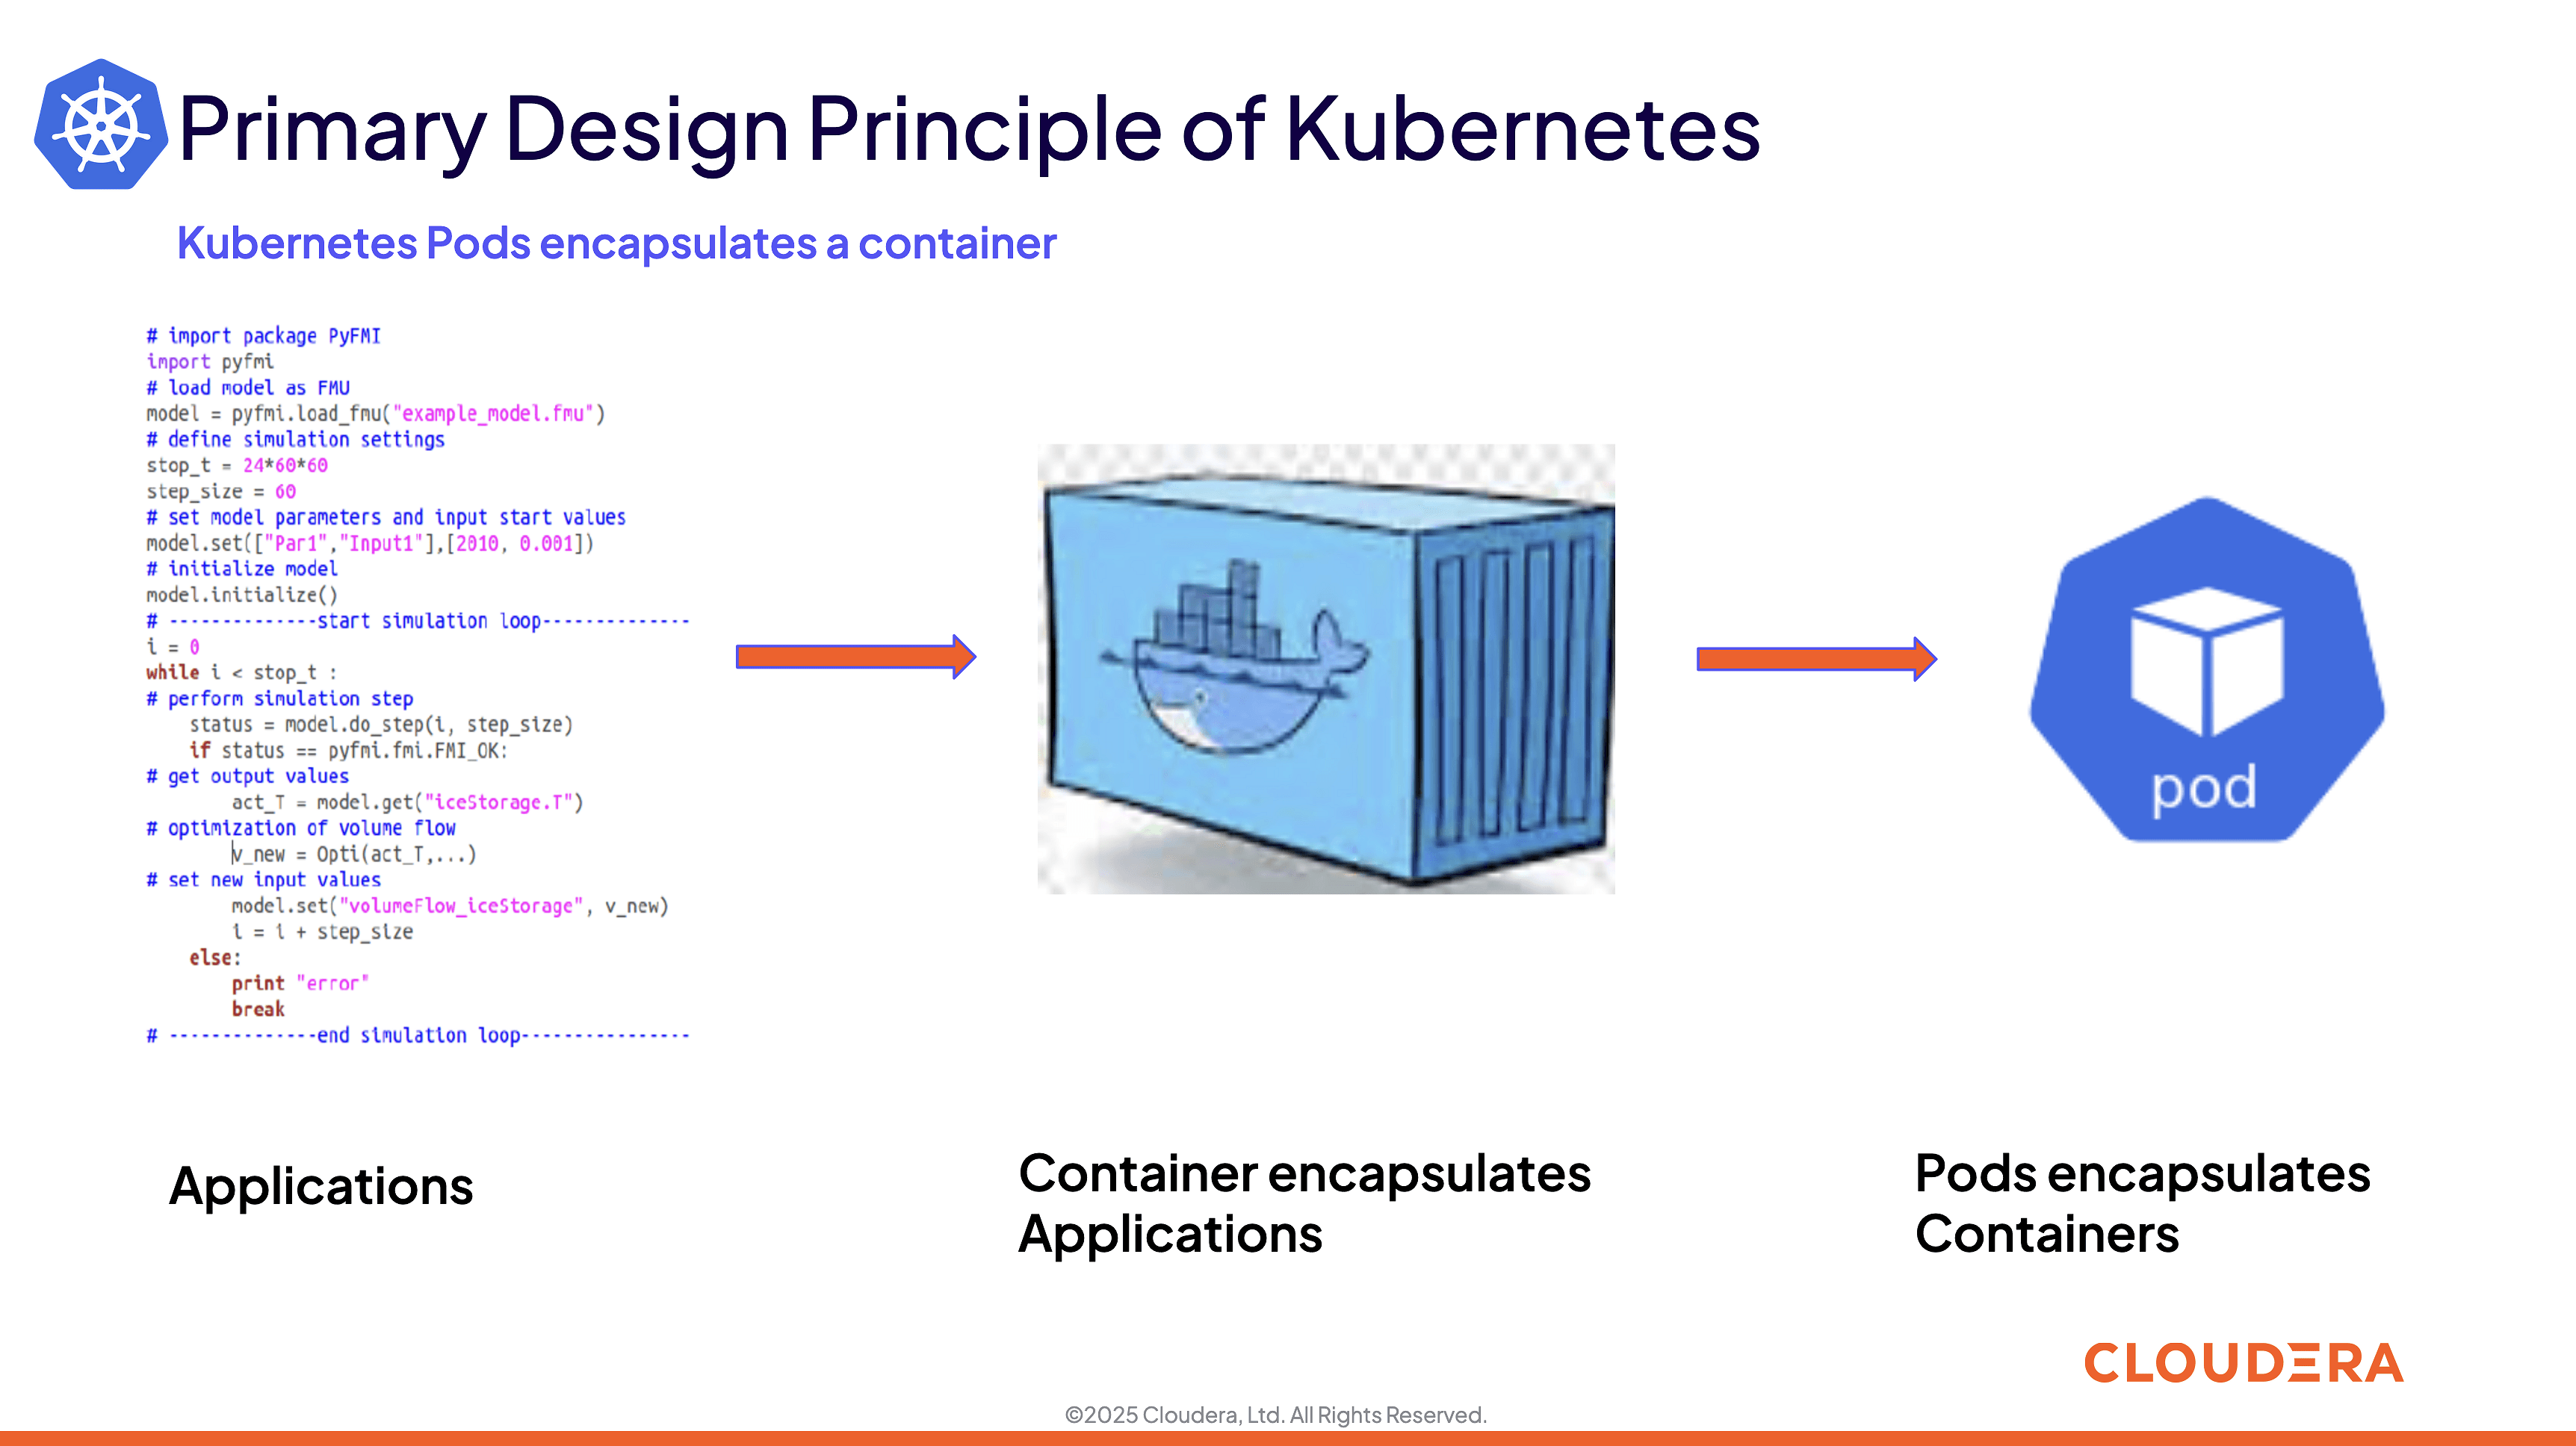 Primary Design Principle of Kubernetes
Kubernetes Pods encapsulates a container
# import package PyFMI
import pyfmi
# load model as FMU
model = pyfmi.load_fmu("example_model.fmu")
# define simulation settings
stop_t = 24*60*60
step_size = 60
# set model parameters and input start values
model.set(["Par1","Input1"],[2010, 0.001])
# initialize model
model.initialize()
# --------------start simulation loop--------------
i = 0
while i < stop_t :
# perform simulation step
    status = model.do_step(i, step_size)
    if status == pyfmi.fmi.FMI_OK:
# get output values
        act_T = model.get("iceStorage.T")
# optimization of volume flow
        v_new = Opti(act_T,...)
# set new input values
        model.set("volumeFlow_iceStorage", v_new)
        i = i + step_size
    else:
        print "error"
        break
# --------------end simulation loop----------------
pod
Applications
Container encapsulates
Applications
Pods encapsulates
Containers
CLOUDERA
©2025 Cloudera, Ltd. All Rights Reserved.